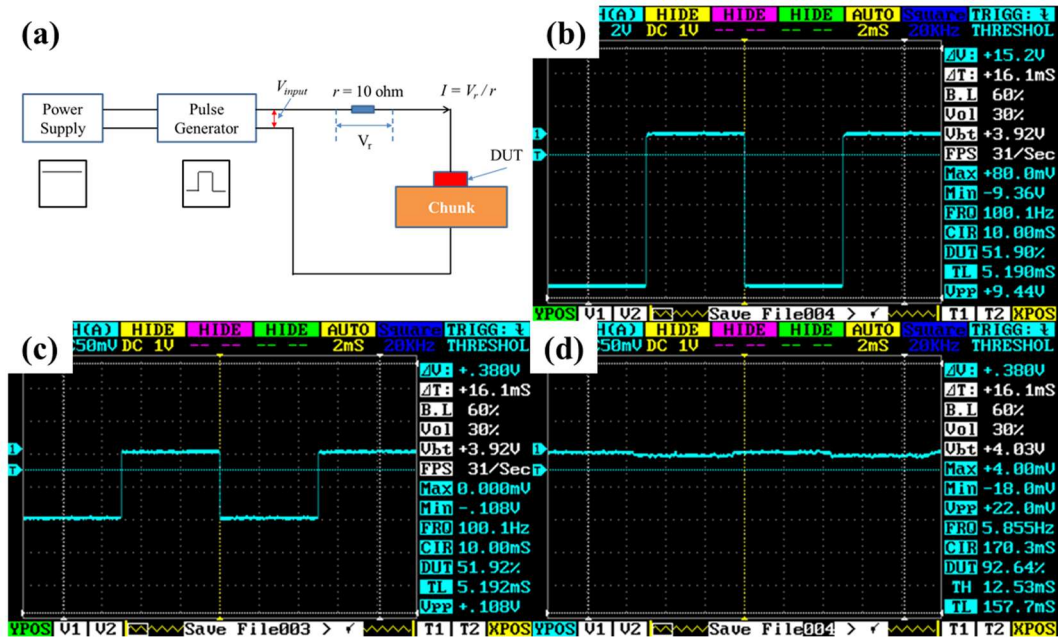 (a)
Power
Supply
Pulse
Generator
V_input
r = 10 ohm
I = V_r / r
V_r
DUT
Chunk
(b)
H(A) HIDE HIDE HIDE AUTO Square TRIGG:
2V DC 1V -- -- -- -- 2mS 20KHz THRESHOL
ΔV: +15.2V
ΔT: +16.1mS
B.L 60%
Vol 30%
Vbt +3.92V
FPS 31/Sec
Max +80.0mV
Min -9.36V
FRQ 100.1Hz
CIR 10.00mS
DUT 51.90%
TL 5.190mS
Vpp +9.44V
1
T
YPOS V1 V2 Save File004 > T1 T2 XPOS
(c)
H(A) HIDE HIDE HIDE AUTO Square TRIGG:
50mV DC 1V -- -- -- -- 2mS 20KHz THRESHOL
ΔV: +.380V
ΔT: +16.1mS
B.L 60%
Vol 30%
Vbt +3.92V
FPS 31/Sec
Max 0.000mV
Min -.108V
FRQ 100.1Hz
CIR 10.00mS
DUT 51.92%
TL 5.192mS
Vpp +.108V
1
T
YPOS V1 V2 Save File003 > T1 T2 XPOS
(d)
H(A) HIDE HIDE HIDE AUTO Square TRIGG:
50mV DC 1V -- -- -- -- 2mS 20KHz THRESHOL
ΔV: +.380V
ΔT: +16.1mS
B.L 60%
Vol 30%
Vbt +4.03V
Max +4.00mV
Min -18.0mV
Vpp +22.0mV
FRQ 5.855Hz
CIR 170.3mS
DUT 92.64%
TH 12.53mS
TL 157.7mS
1
T
YPOS V1 V2 Save File004 > T1 T2 XPOS